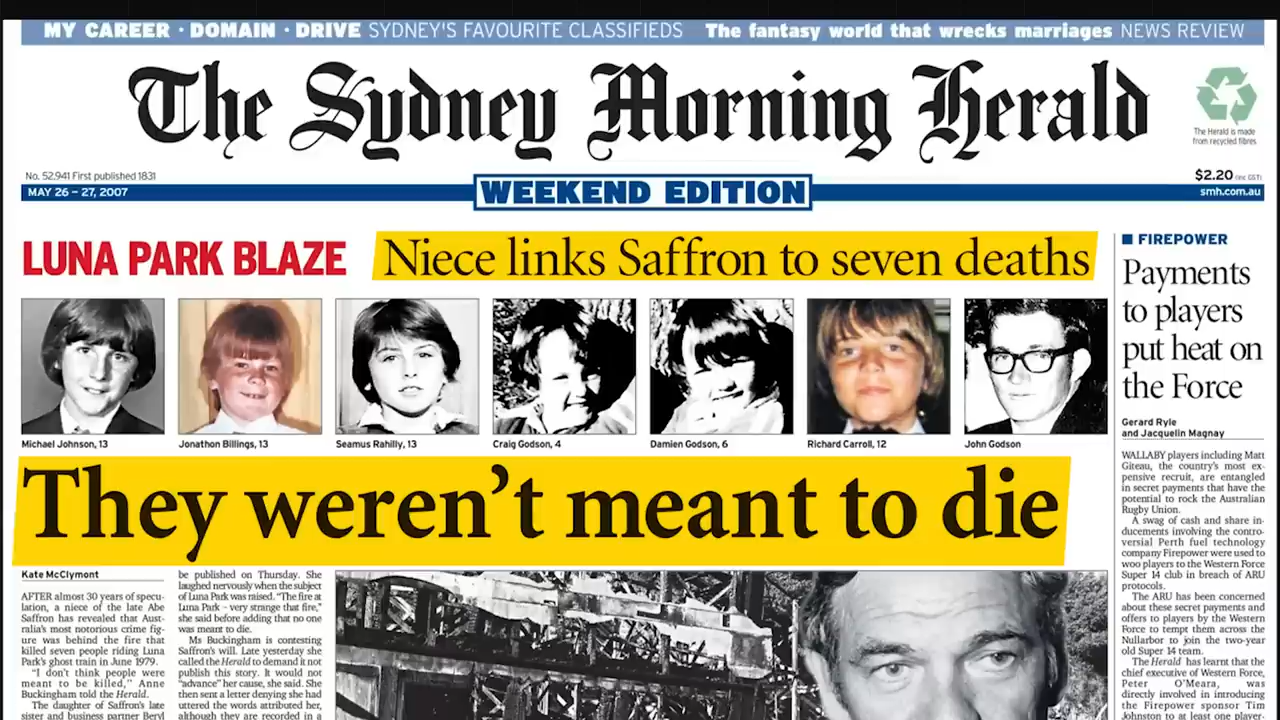 MY CAREER · DOMAIN · DRIVE SYDNEY'S FAVOURITE CLASSIFIEDS The fantasy world that wrecks marriages NEWS REVIEW
The Sydney Morning Herald
The Herald is made
from recycled fibres
No. 52,941 First published 1831
$2.20 (inc GST)
MAY 26 – 27, 2007
WEEKEND EDITION
smh.com.au
LUNA PARK BLAZE Niece links Saffron to seven deaths
Michael Johnson, 13
Jonathon Billings, 13
Seamus Rahilly, 13
Craig Godson, 4
Damien Godson, 6
Richard Carroll, 12
John Godson
They weren't meant to die
Kate McClymont
AFTER almost 30 years of specu-
lation, a niece of the late Abe
Saffron has revealed that Aust-
ralia's most notorious crime fig-
ure was behind the fire that
killed seven people riding Luna
Park's ghost train in June 1979.
"I don't think people were
meant to be killed," Anne
Buckingham told the Herald.
The daughter of Saffron's late
sister and business partner Beryl
be published on Thursday. She
laughed nervously when the subject
of Luna Park was raised. "The fire at
Luna Park – very strange that fire,"
she said before adding that no one
was meant to die.
Ms Buckingham is contesting
Saffron's will. Late yesterday she
called the Herald to demand it not
publish this story. It would not
"advance" her cause, she said. She
then sent a letter denying she had
uttered the words attributed her,
although they are recorded in a
FIREPOWER
Payments
to players
put heat on
the Force
Gerard Ryle
and Jacquelin Magnay
WALLABY players including Matt
Giteau, the country's most ex-
pensive recruit, are entangled
in secret payments that have the
potential to rock the Australian
Rugby Union.
A swag of cash and share in-
ducements involving the contro-
versial Perth fuel technology
company Firepower were used to
woo players to the Western Force
Super 14 club in breach of ARU
protocols.
The ARU has been concerned
about these secret payments and
offers to players by the Western
Force to tempt them across the
Nullarbor to join the two-year
old Super 14 team.
The Herald has learnt that the
chief executive of Western Force,
Peter O'Meara, was
directly involved in introducing
the Firepower sponsor Tim
Johnston to at least one player-